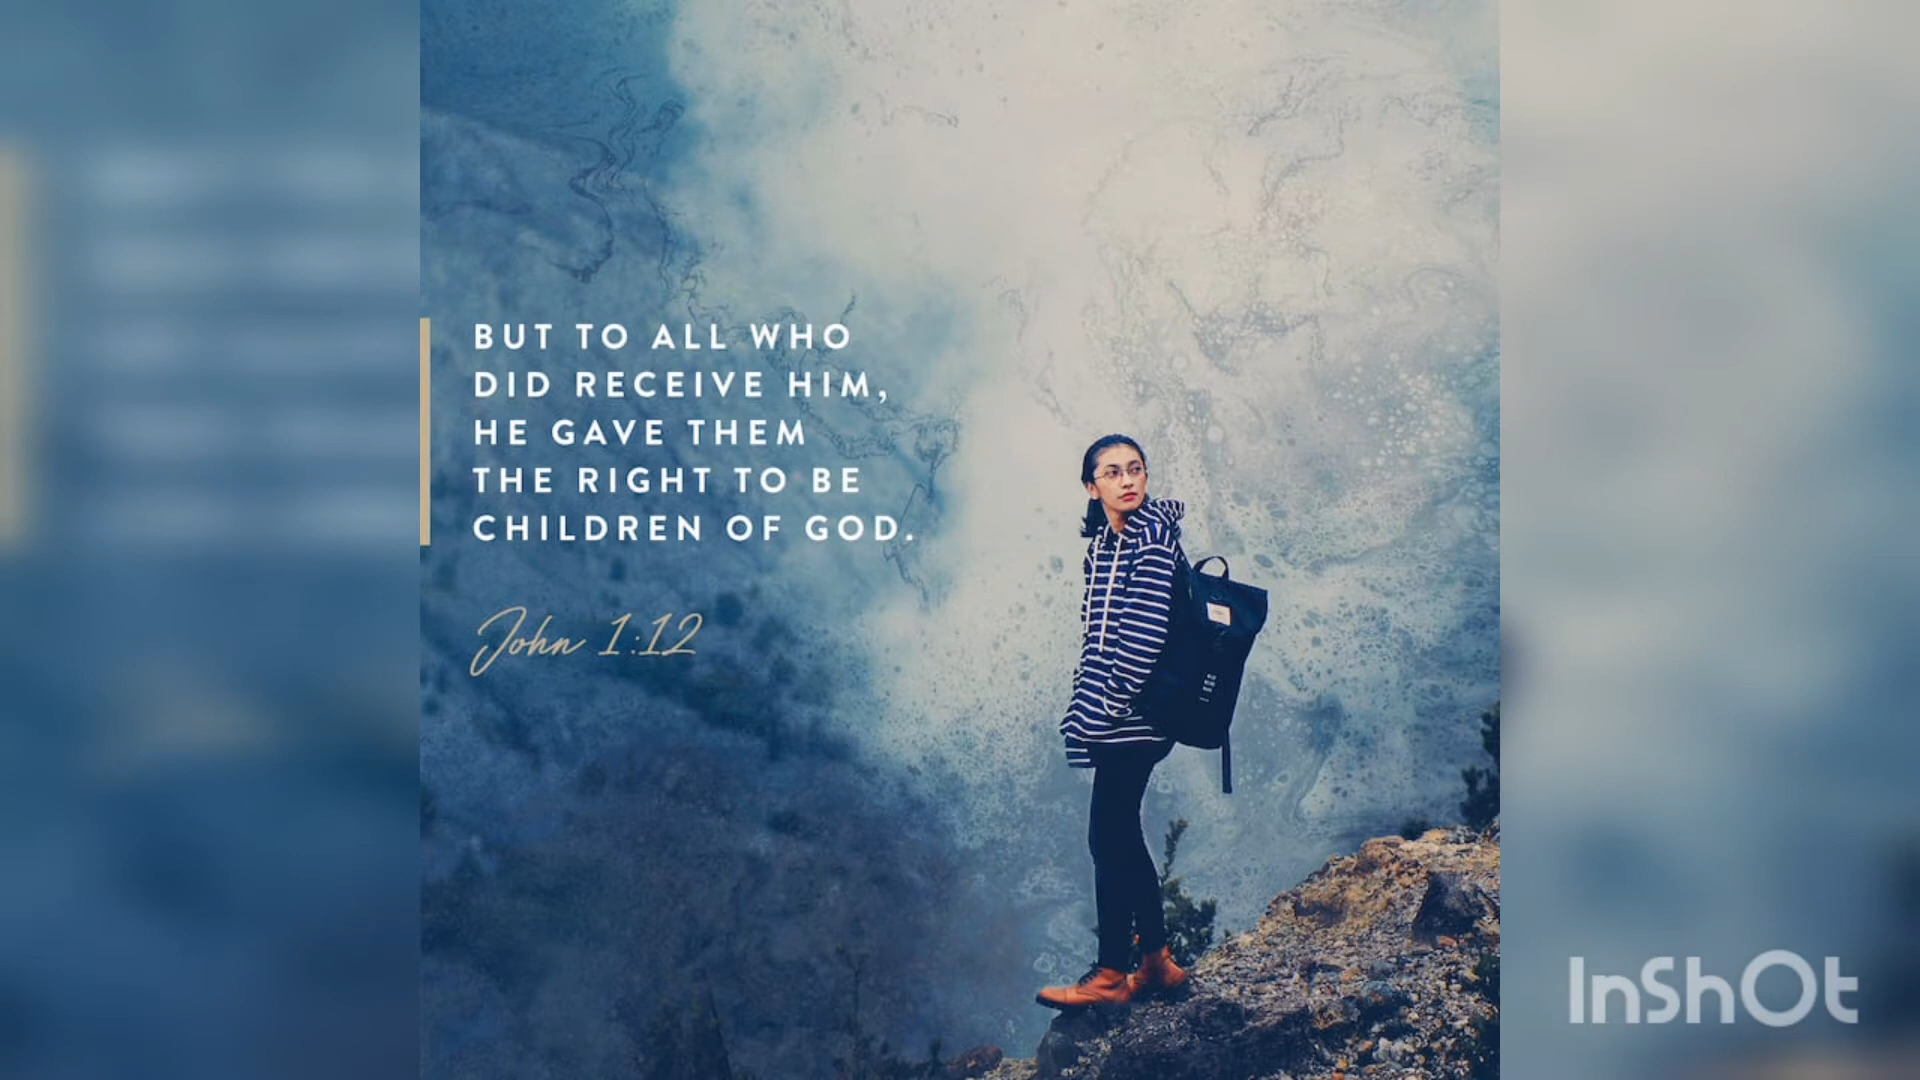 BUT TO ALL WHO
DID RECEIVE HIM,
HE GAVE THEM
THE RIGHT TO BE
CHILDREN OF GOD.
John 1:12
InShOt